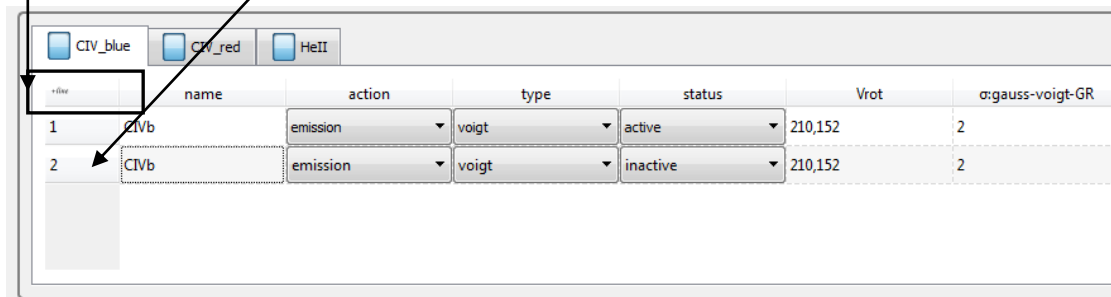 CIV_blue CIV_red HeII
+line name action type status Vrot σ:gauss-voigt-GR
1 CIVb emission voigt active 210,152 2
2 CIVb emission voigt inactive 210,152 2